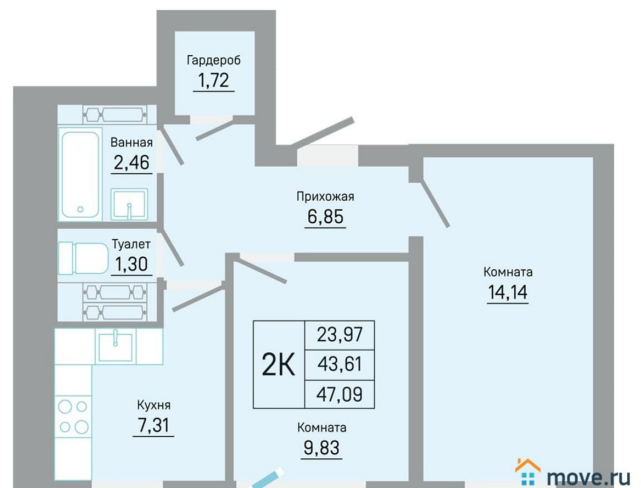 Гардероб
1,72
Ванная
2,46
Прихожая
6,85
Туалет
1,30
Комната
14,14
2К
23,97
43,61
47,09
Кухня
7,31
Комната
9,83
move.ru